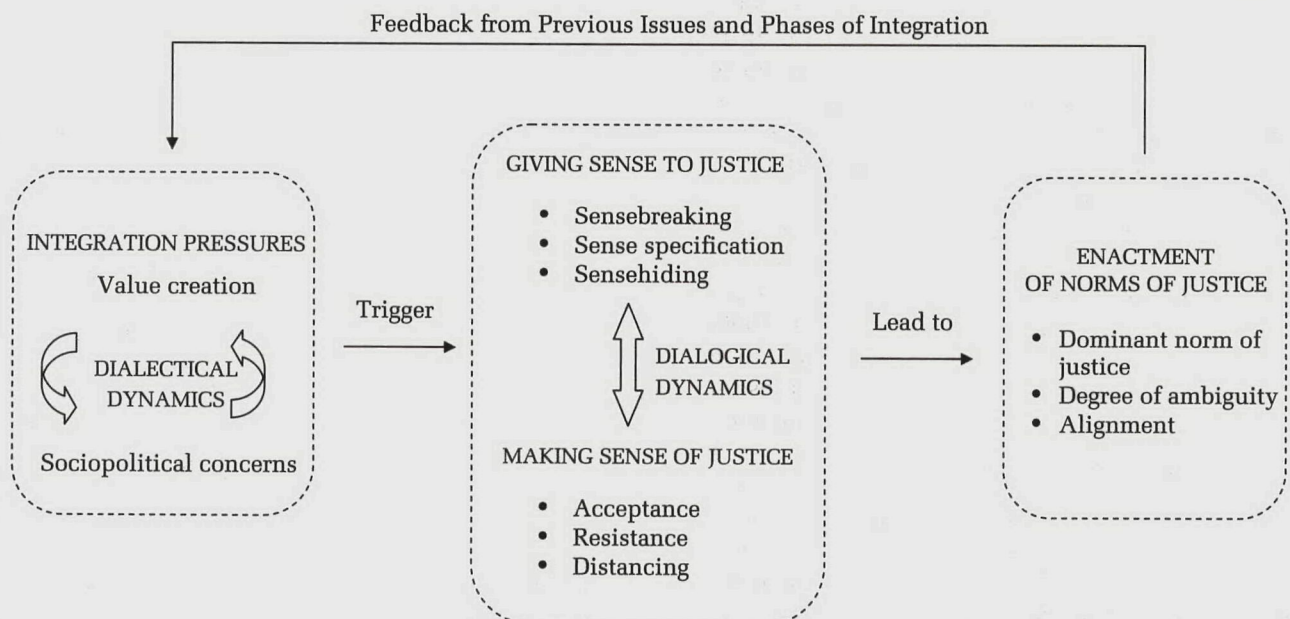 Feedback from Previous Issues and Phases of Integration
INTEGRATION PRESSURES
Value creation
DIALECTICAL
DYNAMICS
Sociopolitical concerns
Trigger
GIVING SENSE TO JUSTICE
• Sensebreaking
• Sense specification
• Sensehiding
DIALOGICAL
DYNAMICS
MAKING SENSE OF JUSTICE
• Acceptance
• Resistance
• Distancing
Lead to
ENACTMENT
OF NORMS OF JUSTICE
• Dominant norm of
justice
• Degree of ambiguity
• Alignment